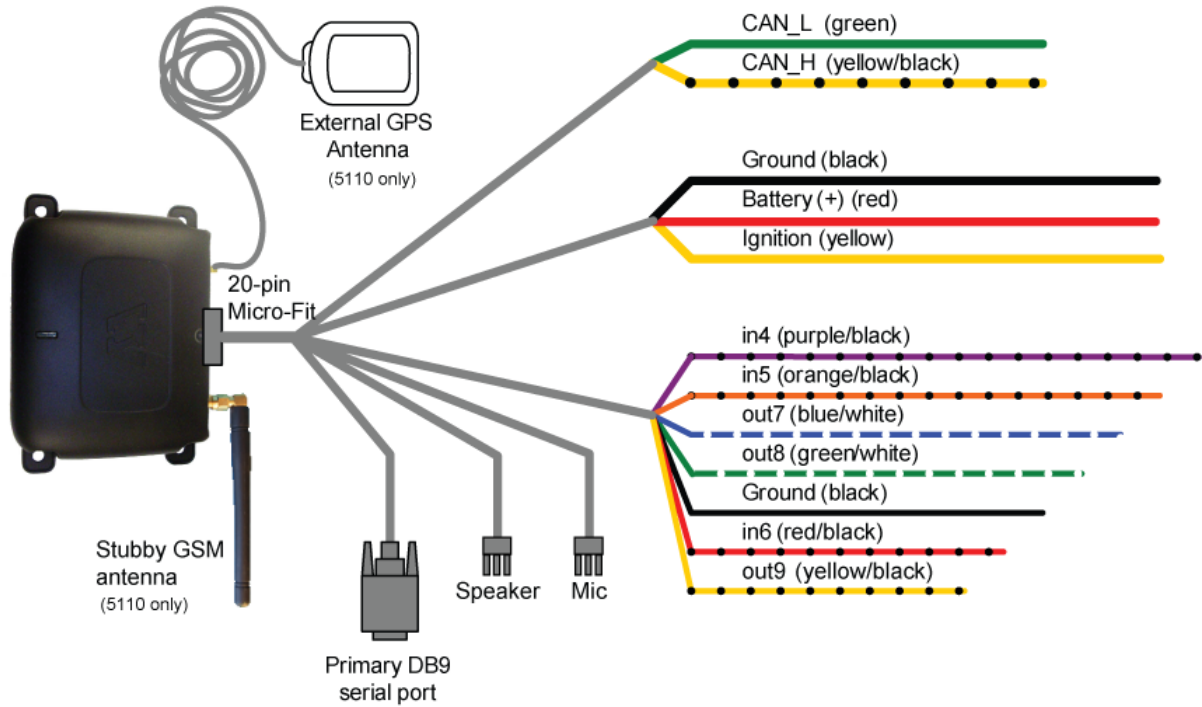 CAN_L (green)
CAN_H (yellow/black)
External GPS
Antenna
(5110 only)
Ground (black)
Battery (+) (red)
Ignition (yellow)
20-pin
Micro-Fit
in4 (purple/black)
in5 (orange/black)
out7 (blue/white)
out8 (green/white)
Ground (black)
in6 (red/black)
out9 (yellow/black)
Stubby GSM
antenna
(5110 only)
Speaker
Mic
Primary DB9
serial port